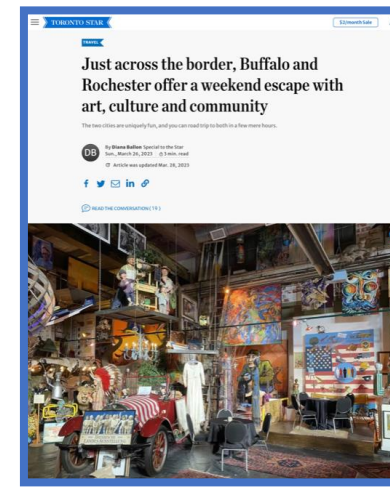 TORONTO STAR
$2/month Sale
TRAVEL
Just across the border, Buffalo and
Rochester offer a weekend escape with
art, culture and community
The two cities are uniquely fun, and you can road trip to both in a few more hours.
DB
By Diana Ballon Special to the Star
Sun., March 26, 2023 3 min. read
Article was updated Mar. 28, 2023
READ THE CONVERSATION